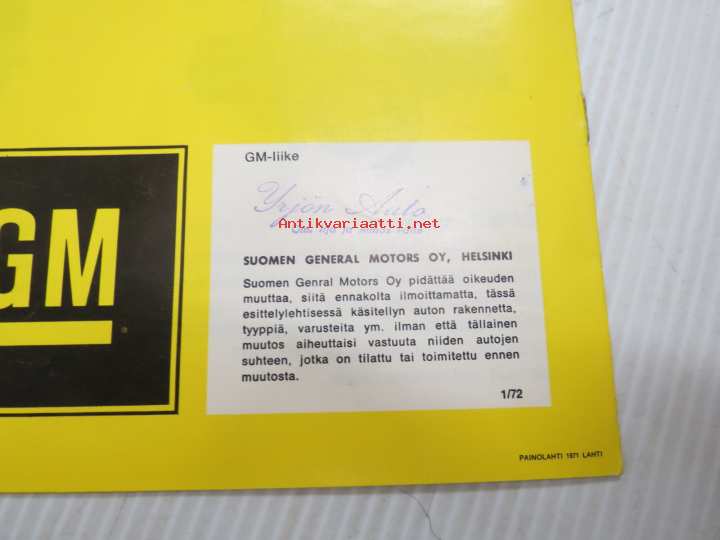 GM-liike
Yrjön Auto
Antikvariaatti.net
SUOMEN GENERAL MOTORS OY, HELSINKI
Suomen Genral Motors Oy pidättää oikeuden
muuttaa, siitä ennakolta ilmoittamatta, tässä
esittelylehtisessä käsitellyn auton rakennetta,
tyyppiä, varusteita ym. ilman että tällainen
muutos aiheuttaisi vastuuta niiden autojen
suhteen, jotka on tilattu tai toimitettu ennen
muutosta.
1/72
GM
PAINOLAHTI 1971 LAHTI